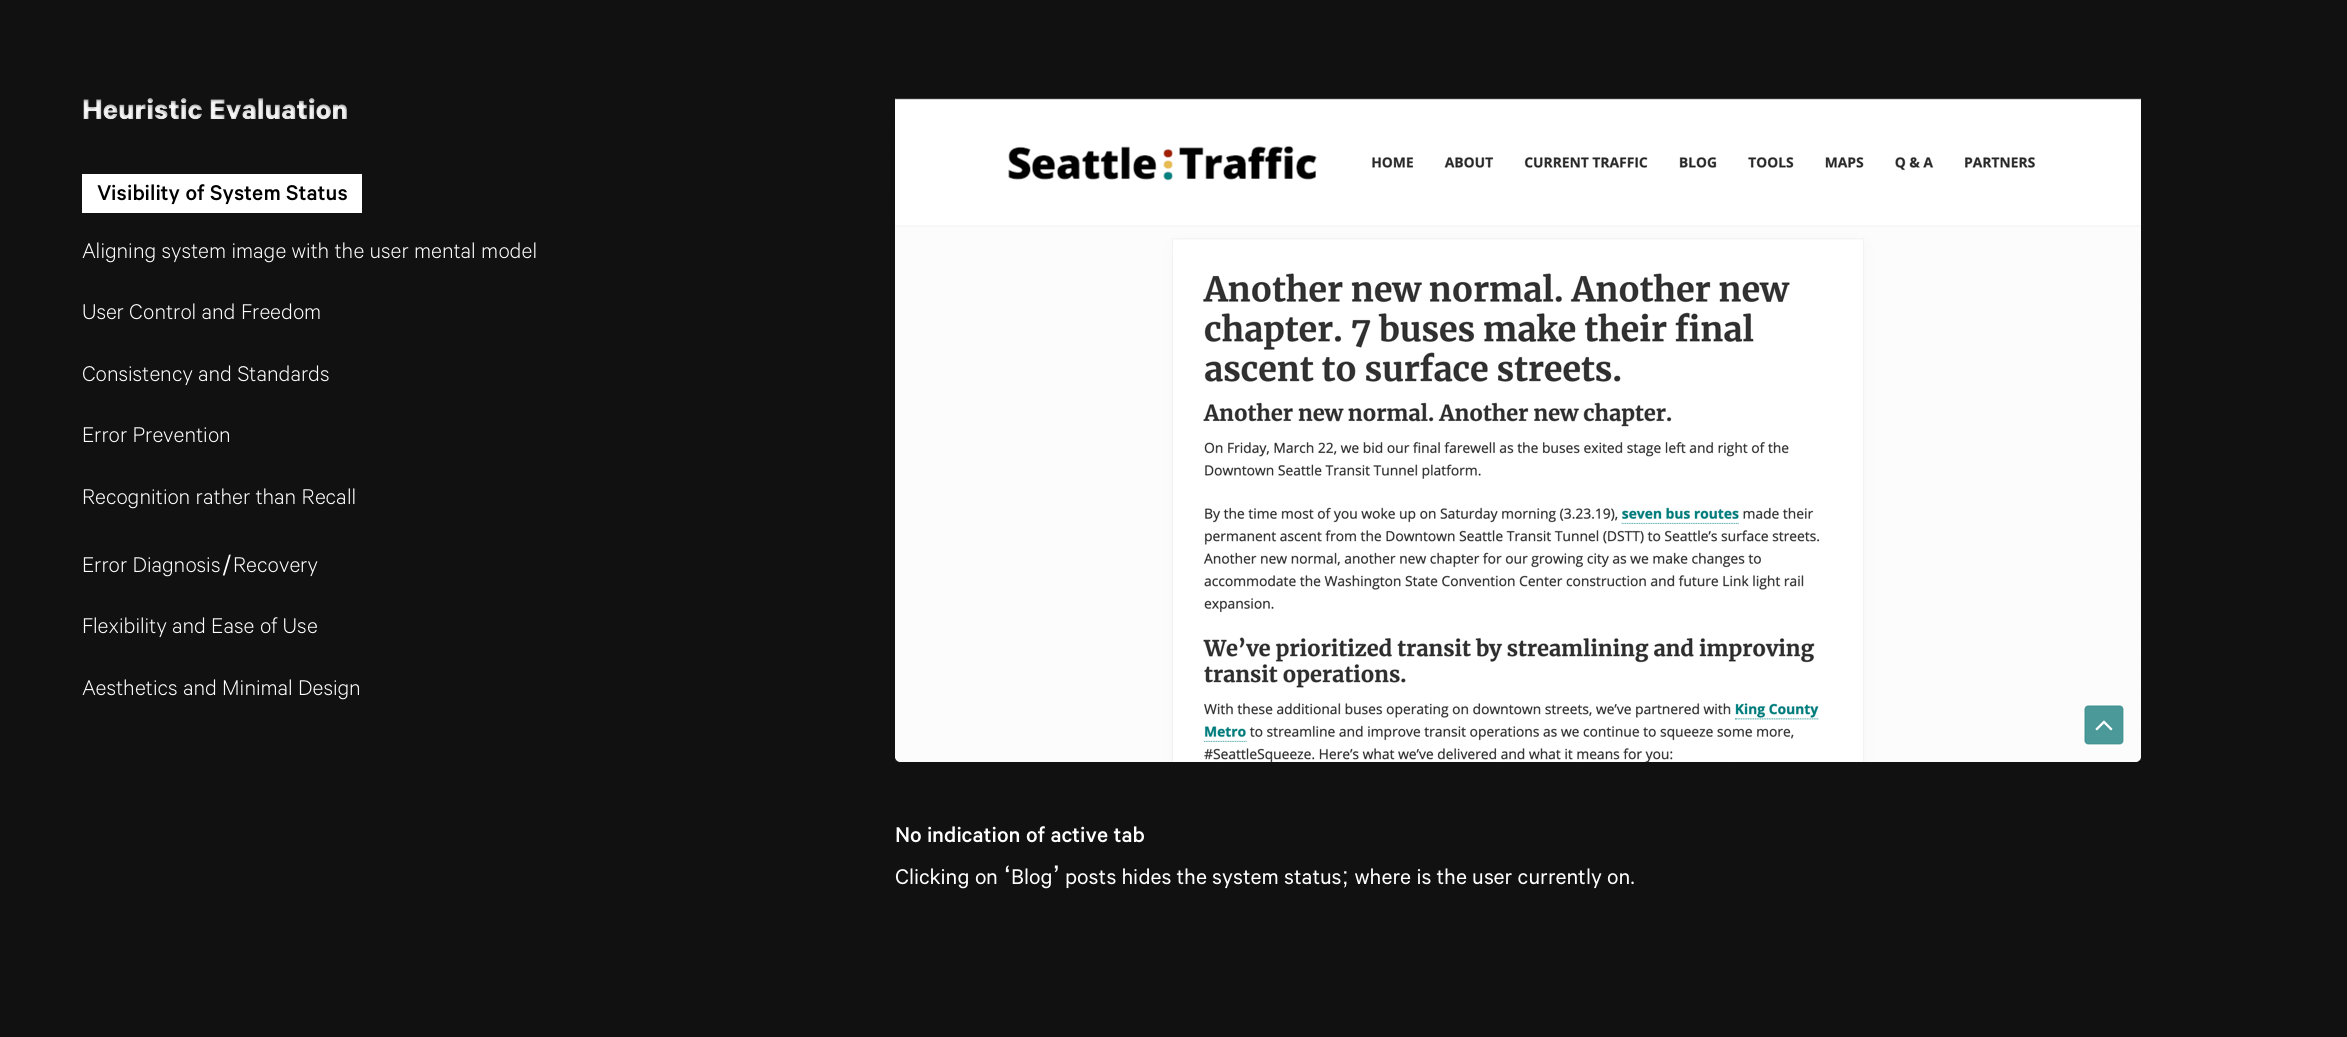 Heuristic Evaluation
Visibility of System Status
Aligning system image with the user mental model
User Control and Freedom
Consistency and Standards
Error Prevention
Recognition rather than Recall
Error Diagnosis/Recovery
Flexibility and Ease of Use
Aesthetics and Minimal Design
Seattle:Traffic
HOME ABOUT CURRENT TRAFFIC BLOG TOOLS MAPS Q & A PARTNERS
Another new normal. Another new
chapter. 7 buses make their final
ascent to surface streets.
Another new normal. Another new chapter.
On Friday, March 22, we bid our final farewell as the buses exited stage left and right of the
Downtown Seattle Transit Tunnel platform.
By the time most of you woke up on Saturday morning (3.23.19), seven bus routes made their
permanent ascent from the Downtown Seattle Transit Tunnel (DSTT) to Seattle’s surface streets.
Another new normal, another new chapter for our growing city as we make changes to
accommodate the Washington State Convention Center construction and future Link light rail
expansion.
We’ve prioritized transit by streamlining and improving
transit operations.
With these additional buses operating on downtown streets, we’ve partnered with King County
Metro to streamline and improve transit operations as we continue to squeeze some more,
#SeattleSqueeze. Here’s what we’ve delivered and what it means for you:
No indication of active tab
Clicking on ‘Blog’ posts hides the system status; where is the user currently on.